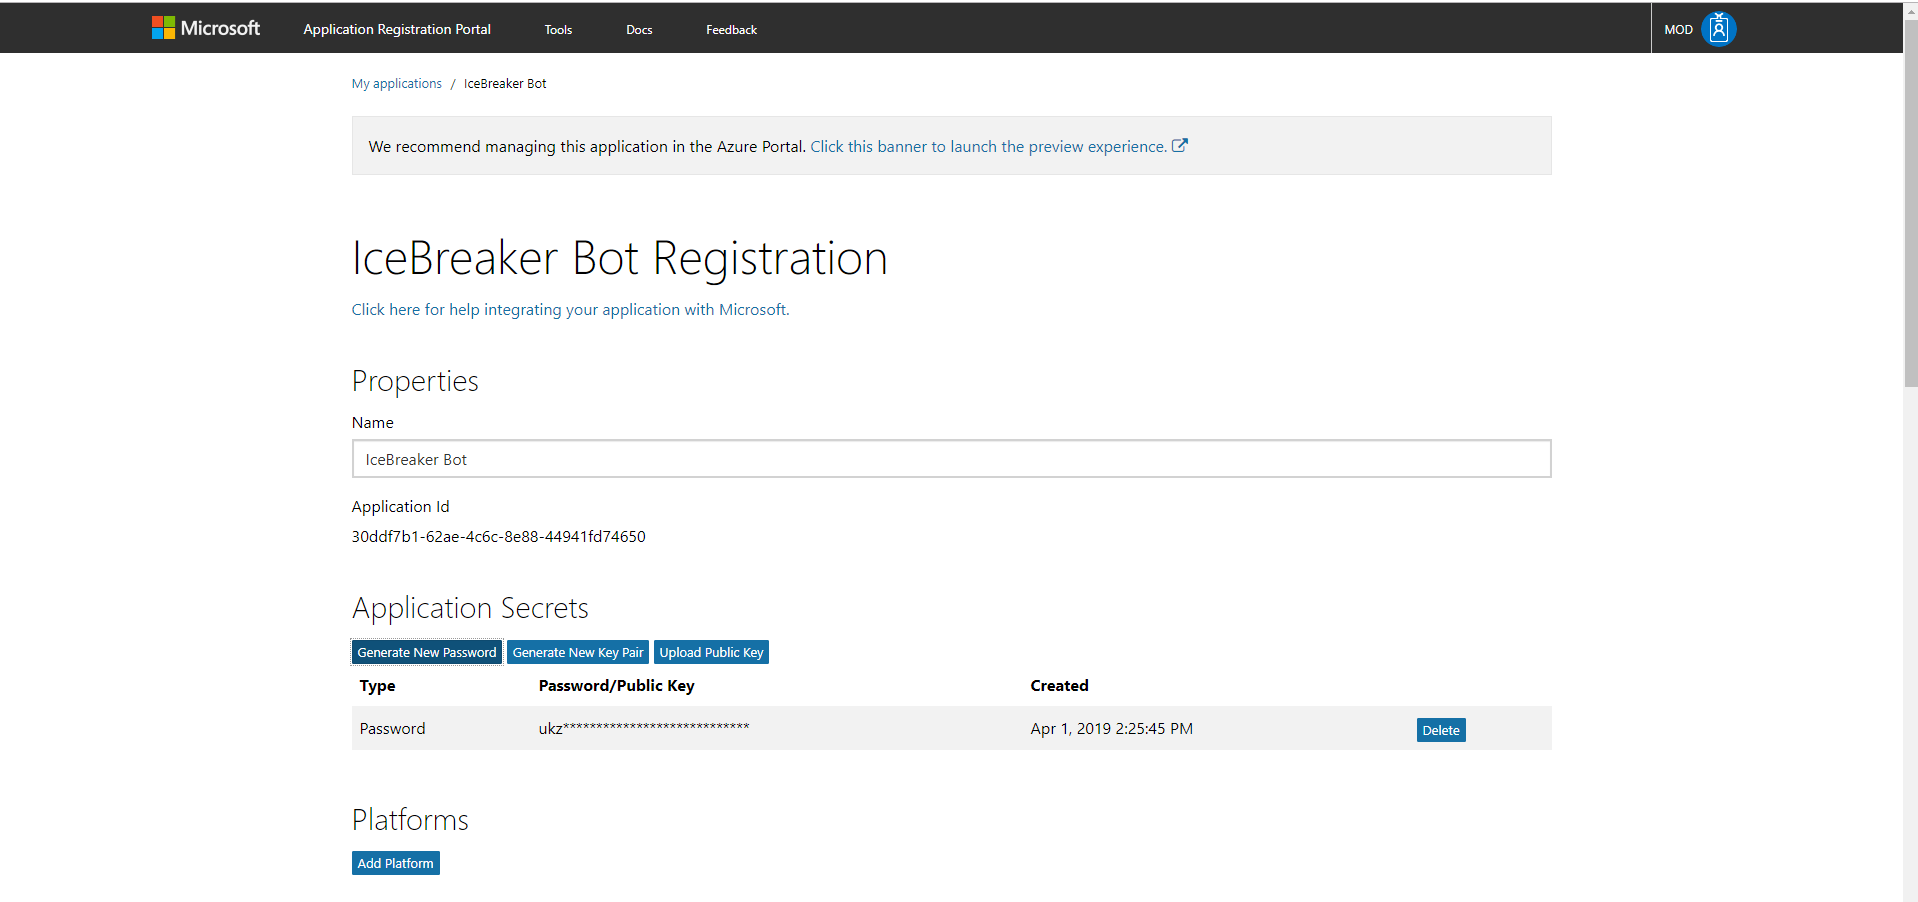 Microsoft Application Registration Portal Tools Docs Feedback MOD
My applications / IceBreaker Bot
We recommend managing this application in the Azure Portal. Click this banner to launch the preview experience.
IceBreaker Bot Registration
Click here for help integrating your application with Microsoft.
Properties
Name
IceBreaker Bot
Application Id
30ddf7b1-62ae-4c6c-8e88-44941fd74650
Application Secrets
Generate New Password Generate New Key Pair Upload Public Key
Type Password/Public Key Created
Password ukz**************************** Apr 1, 2019 2:25:45 PM Delete
Platforms
Add Platform